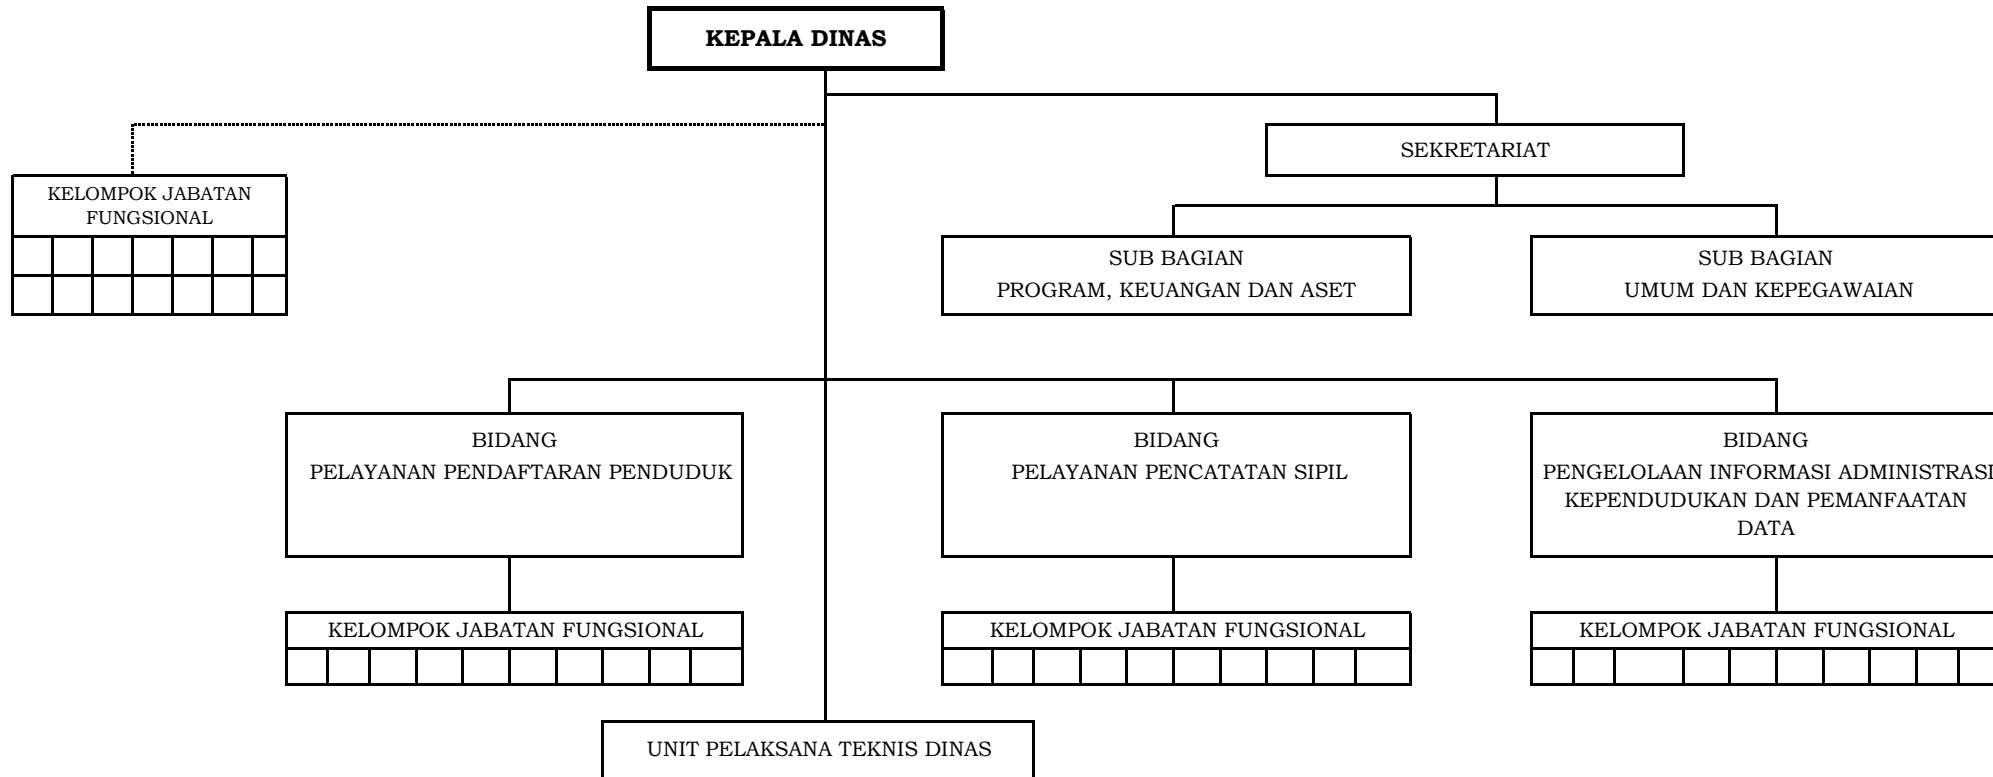 KEPALA DINAS
SEKRETARIAT
KELOMPOK JABATAN
FUNGSIONAL
SUB BAGIAN
PROGRAM, KEUANGAN DAN ASET
SUB BAGIAN
UMUM DAN KEPEGAWAIAN
BIDANG
PELAYANAN PENDAFTARAN PENDUDUK
BIDANG
PELAYANAN PENCATATAN SIPIL
BIDANG
PENGELOLAAN INFORMASI ADMINISTRASI
KEPENDUDUKAN DAN PEMANFAATAN
DATA
KELOMPOK JABATAN FUNGSIONAL
KELOMPOK JABATAN FUNGSIONAL
KELOMPOK JABATAN FUNGSIONAL
UNIT PELAKSANA TEKNIS DINAS